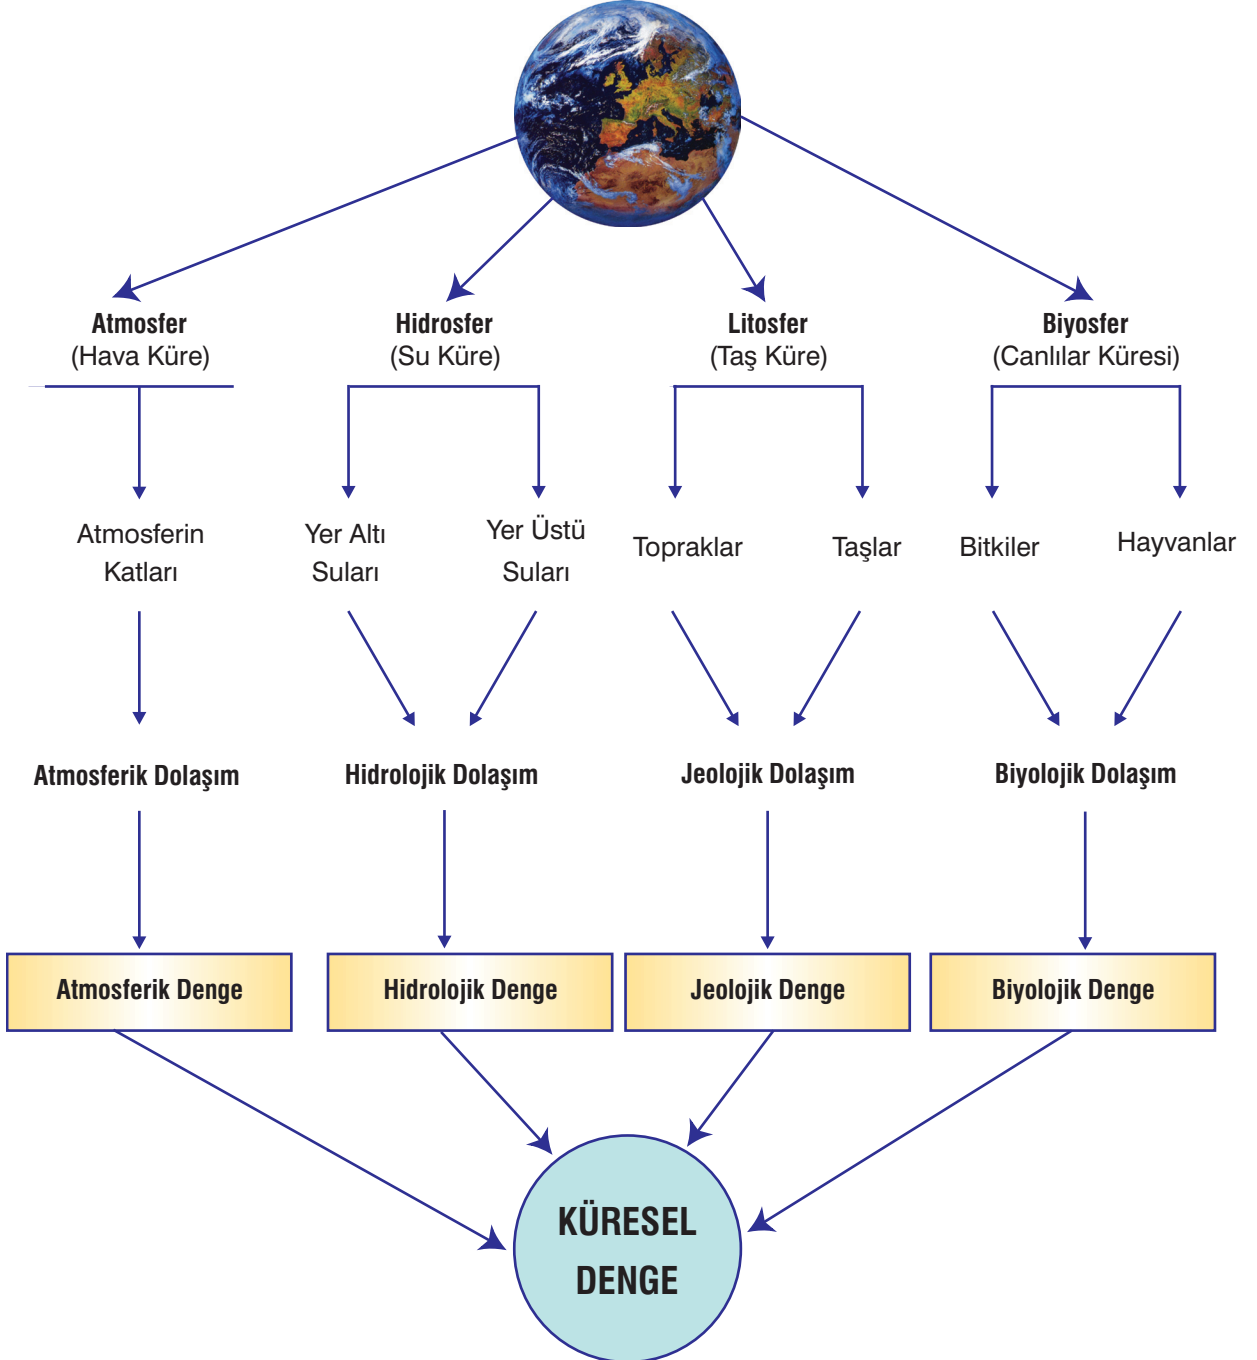 Atmosfer
(Hava Küre)
Hidrosfer
(Su Küre)
Litosfer
(Taş Küre)
Biyosfer
(Canlılar Küresi)
Atmosferin
Katları
Yer Altı
Suları
Yer Üstü
Suları
Topraklar
Taşlar
Bitkiler
Hayvanlar
Atmosferik Dolaşım
Hidrolojik Dolaşım
Jeolojik Dolaşım
Biyolojik Dolaşım
Atmosferik Denge
Hidrolojik Denge
Jeolojik Denge
Biyolojik Denge
KÜRESEL
DENGE